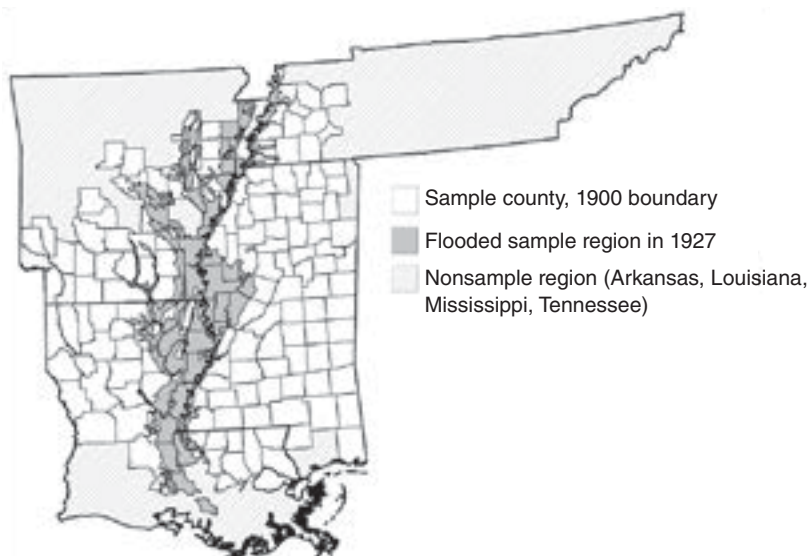 Sample county, 1900 boundary
Flooded sample region in 1927
Nonsample region (Arkansas, Louisiana,
Mississippi, Tennessee)